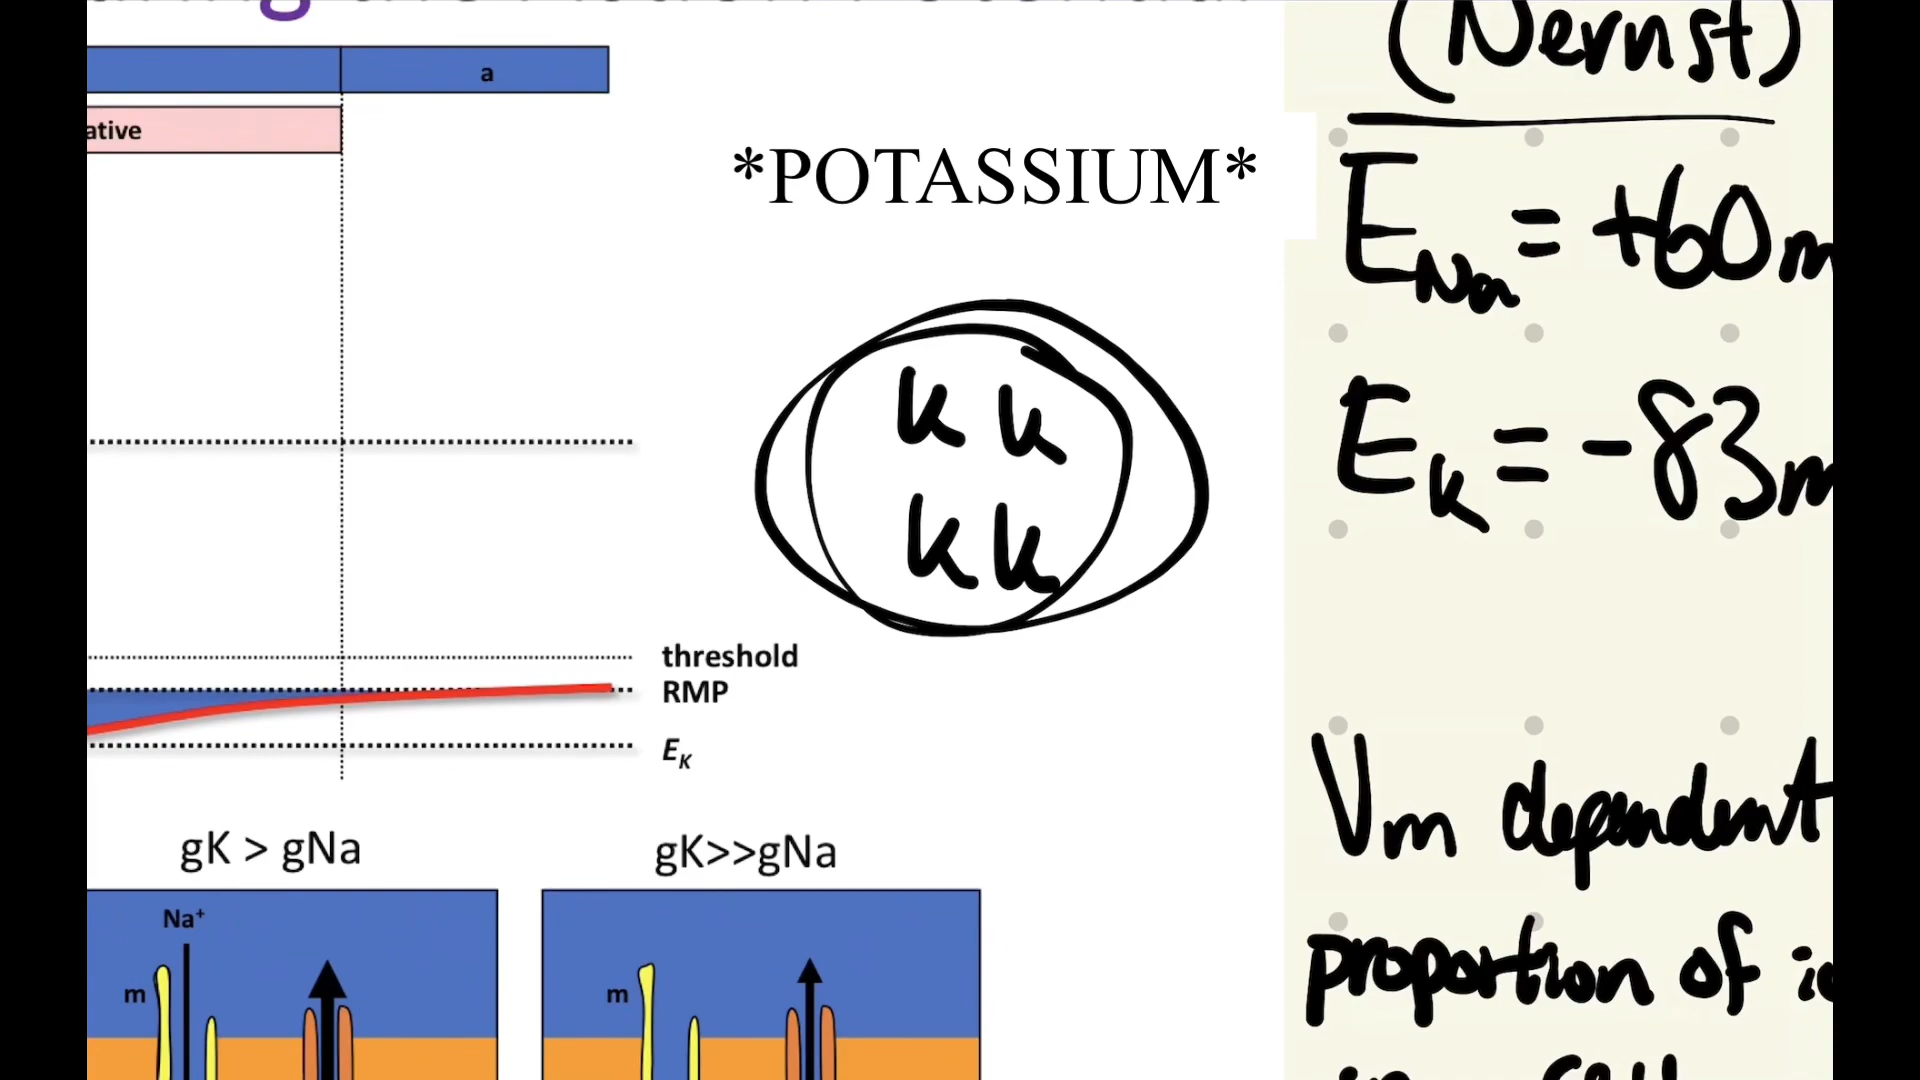 a
ative
*POTASSIUM*
k k
k k
threshold
RMP
EK
gK > gNa
gK>>gNa
Na+
m
m
(Nernst)
ENa = +60m
EK = -83m
Vm dependent
proportion of